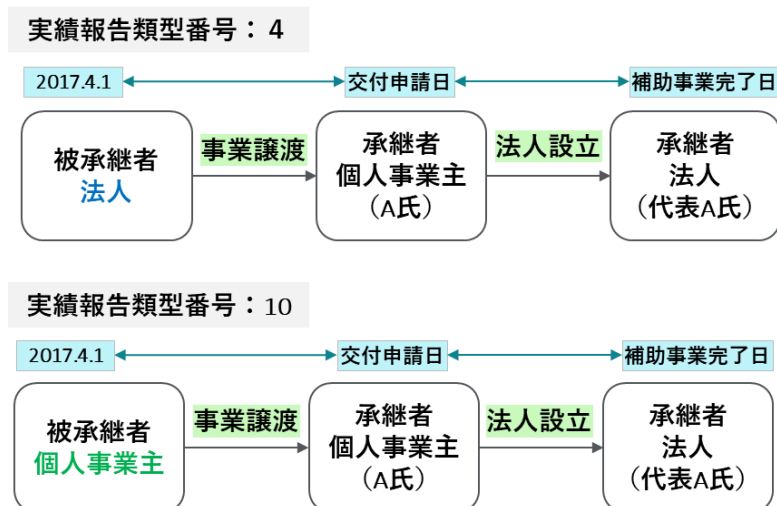 実績報告類型番号：４
2017.4.1
交付申請日
補助事業完了日
被承継者
法人
事業譲渡
承継者
個人事業主
（A氏）
法人設立
承継者
法人
（代表A氏）
実績報告類型番号：10
2017.4.1
交付申請日
補助事業完了日
被承継者
個人事業主
事業譲渡
承継者
個人事業主
（A氏）
法人設立
承継者
法人
（代表A氏）